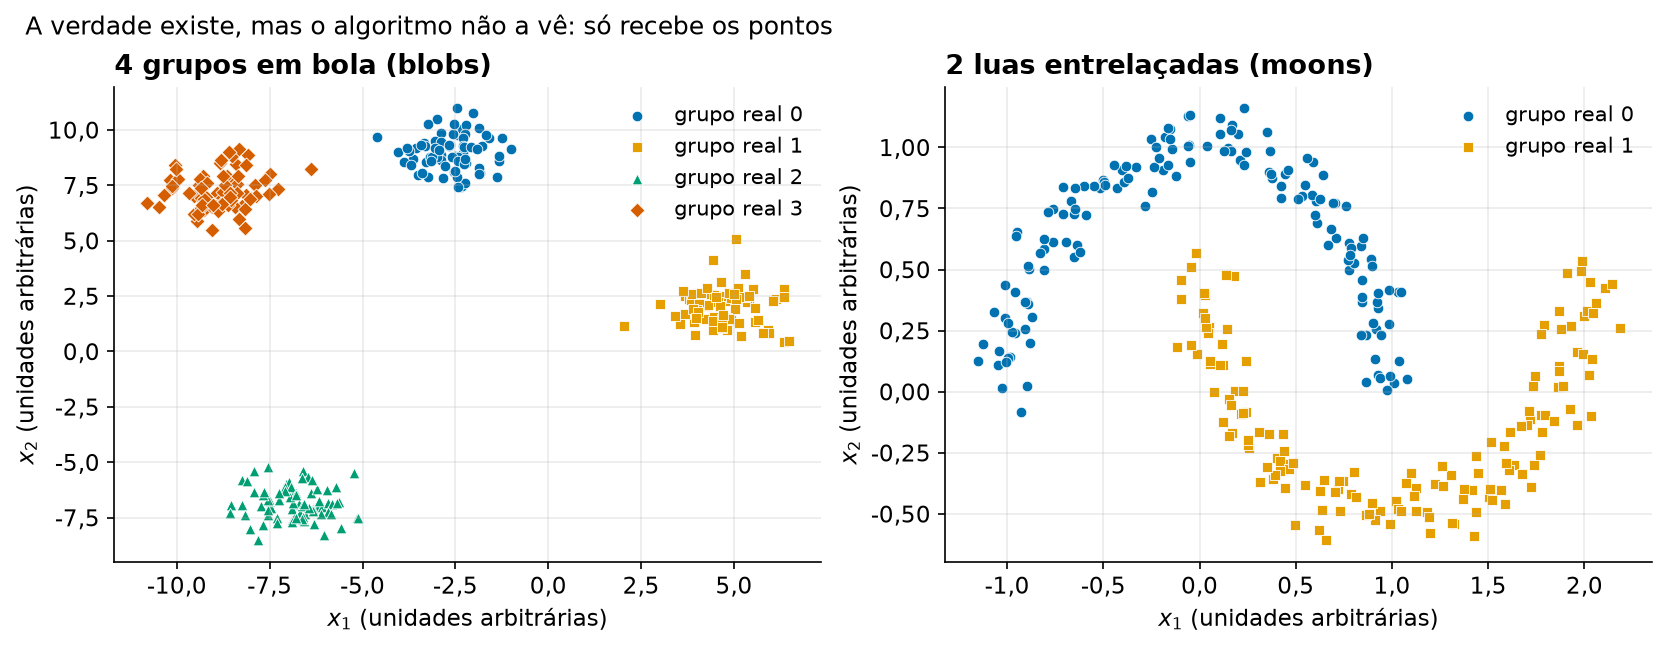 A verdade existe, mas o algoritmo não a vê: só recebe os pontos
4 grupos em bola (blobs)
grupo real 0
grupo real 1
grupo real 2
grupo real 3
10,0
7,5
5,0
2,5
0,0
-2,5
-5,0
-7,5
x₂ (unidades arbitrárias)
-10,0 -7,5 -5,0 -2,5 0,0 2,5 5,0
x₁ (unidades arbitrárias)
2 luas entrelaçadas (moons)
grupo real 0
grupo real 1
1,00
0,75
0,50
0,25
0,00
-0,25
-0,50
x₂ (unidades arbitrárias)
-1,0 -0,5 0,0 0,5 1,0 1,5 2,0
x₁ (unidades arbitrárias)